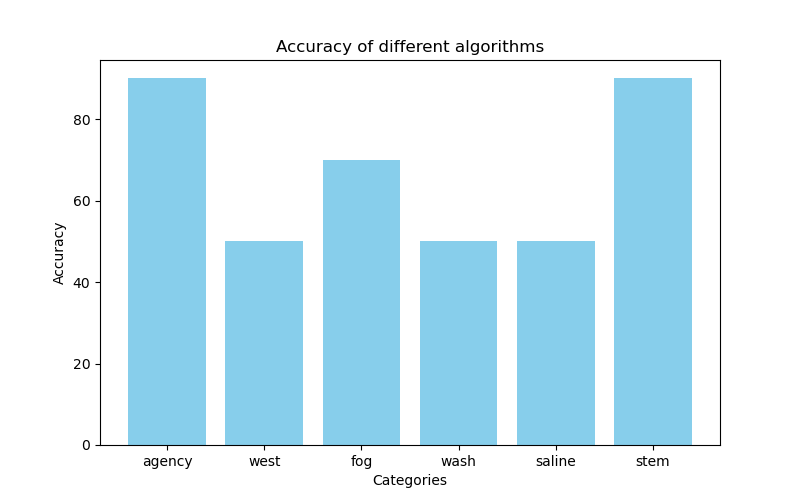 Accuracy of different algorithms
Accuracy
80
60
40
20
0
agency west fog wash saline stem
Categories